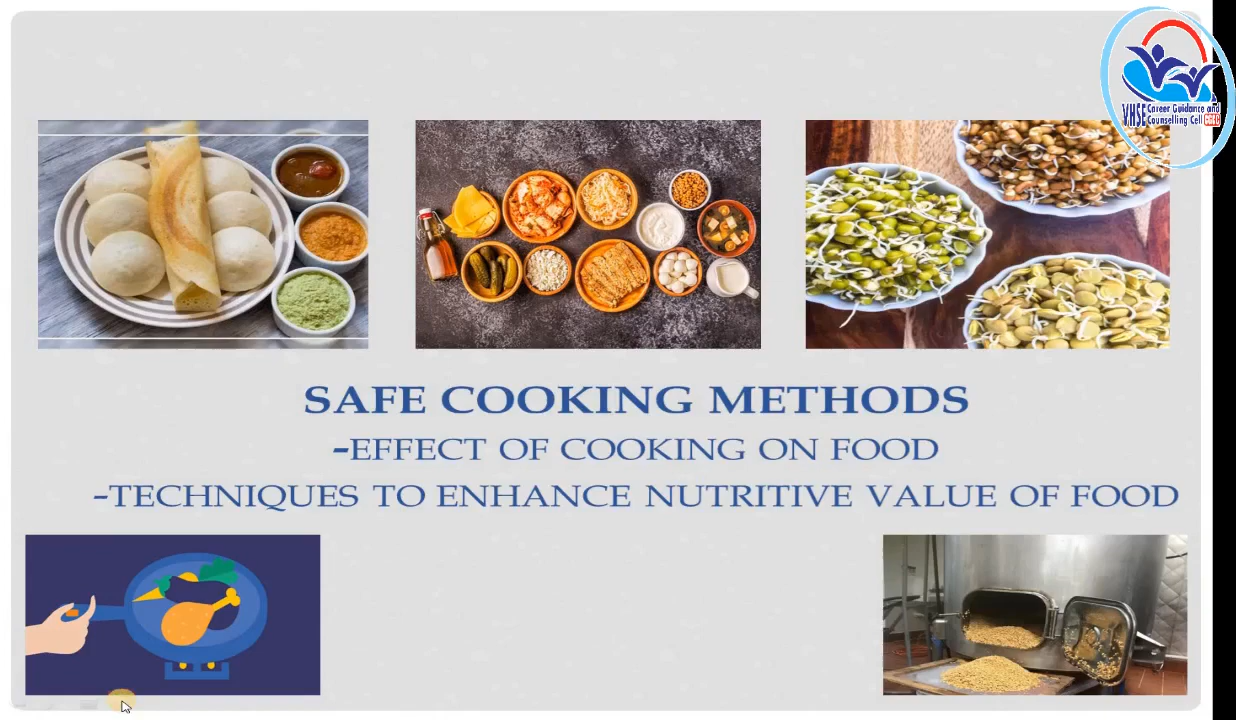 VHSE Career Guidance and
Counselling Cell CGCC
SAFE COOKING METHODS
-EFFECT OF COOKING ON FOOD
-TECHNIQUES TO ENHANCE NUTRITIVE VALUE OF FOOD